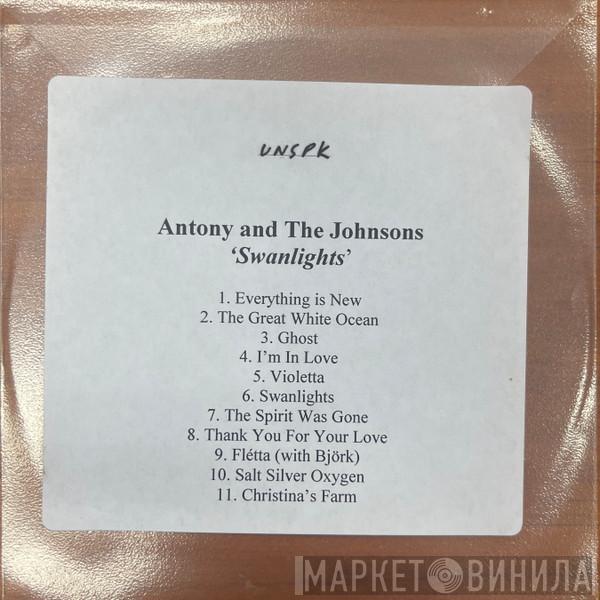 UNSPK
Antony and The Johnsons
‘Swanlights’
1. Everything is New
2. The Great White Ocean
3. Ghost
4. I’m In Love
5. Violetta
6. Swanlights
7. The Spirit Was Gone
8. Thank You For Your Love
9. Flétta (with Björk)
10. Salt Silver Oxygen
11. Christina’s Farm
МАРКЕТ ВИНИЛА